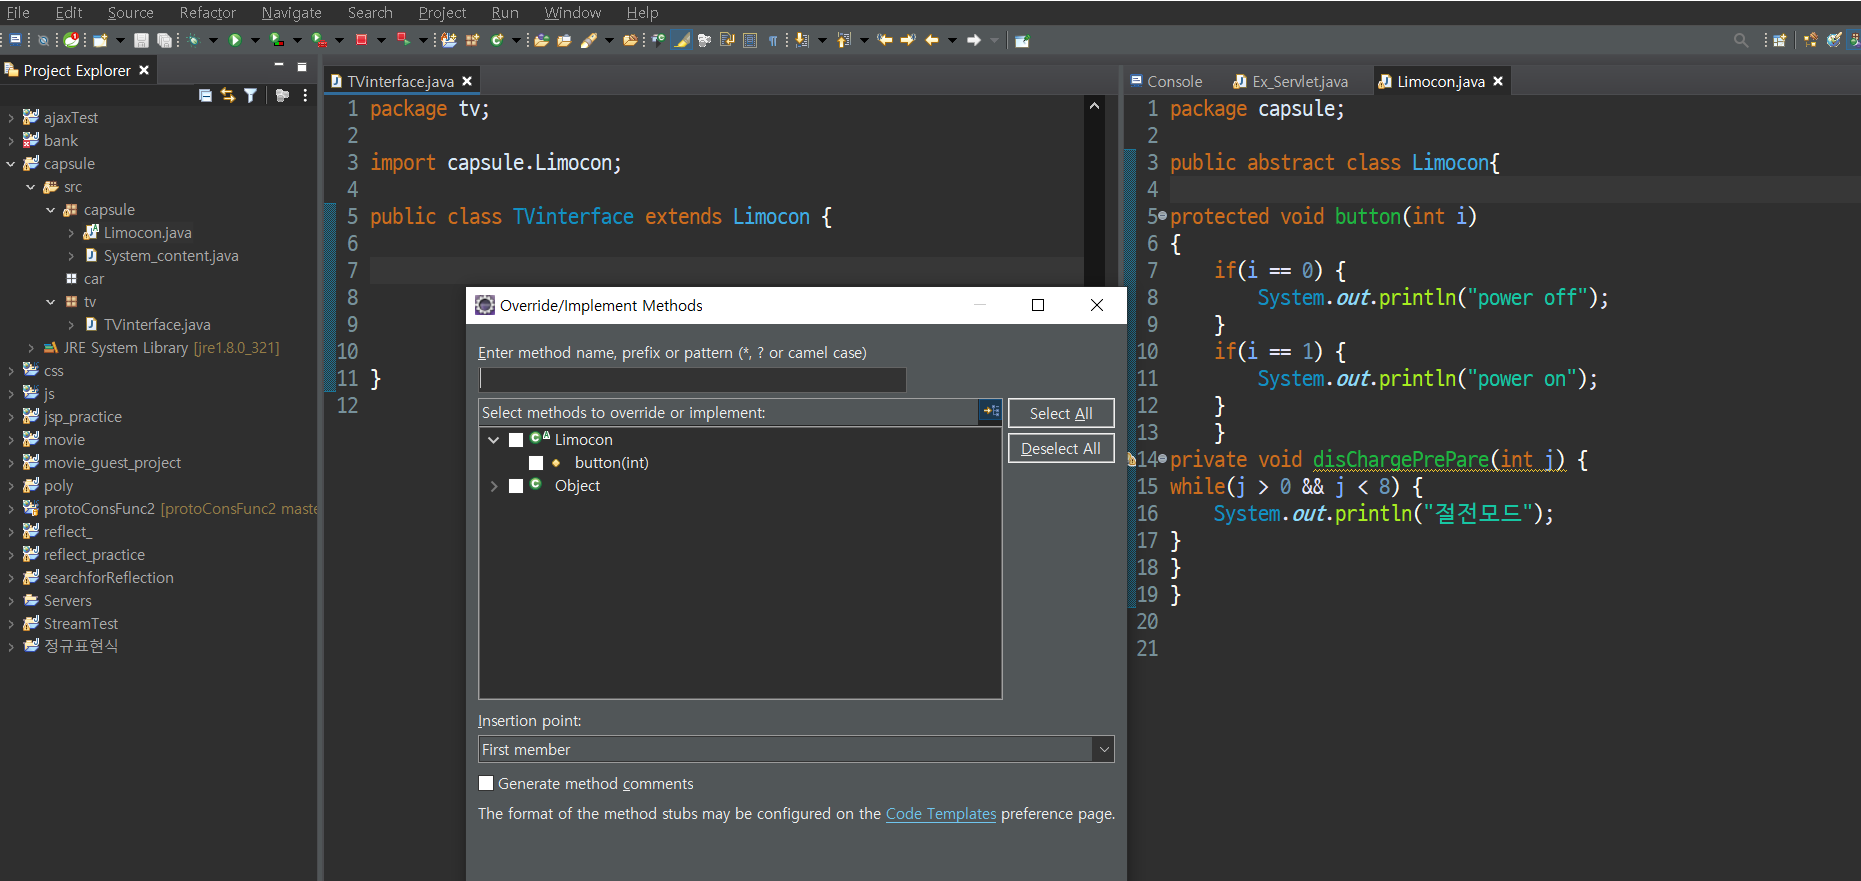 File Edit Source Refactor Navigate Search Project Run Window Help
Project Explorer
ajaxTest
bank
capsule
src
capsule
Limocon.java
System_content.java
car
tv
TVinterface.java
JRE System Library [jre1.8.0_321]
css
js
jsp_practice
movie
movie_guest_project
poly
protoConsFunc2 [protoConsFunc2 maste
reflect_
reflect_practice
searchforReflection
Servers
StreamTest
정규표현식
TVinterface.java
1 package tv;
2
3 import capsule.Limocon;
4
5 public class TVinterface extends Limocon {
6
7
8
9
10
11 }
12
Override/Implement Methods
Enter method name, prefix or pattern (*, ? or camel case)
Select methods to override or implement:
Select All
Deselect All
Limocon
button(int)
Object
Insertion point:
First member
Generate method comments
The format of the method stubs may be configured on the Code Templates preference page.
Console Ex_Servlet.java Limocon.java
1 package capsule;
2
3 public abstract class Limocon{
4
5 protected void button(int i)
6 {
7 if(i == 0) {
8 System.out.println("power off");
9 }
10 if(i == 1) {
11 System.out.println("power on");
12 }
13 }
14 private void disChargePrePare(int j) {
15 while(j > 0 && j < 8) {
16 System.out.println("절전모드");
17 }
18 }
19 }
20
21